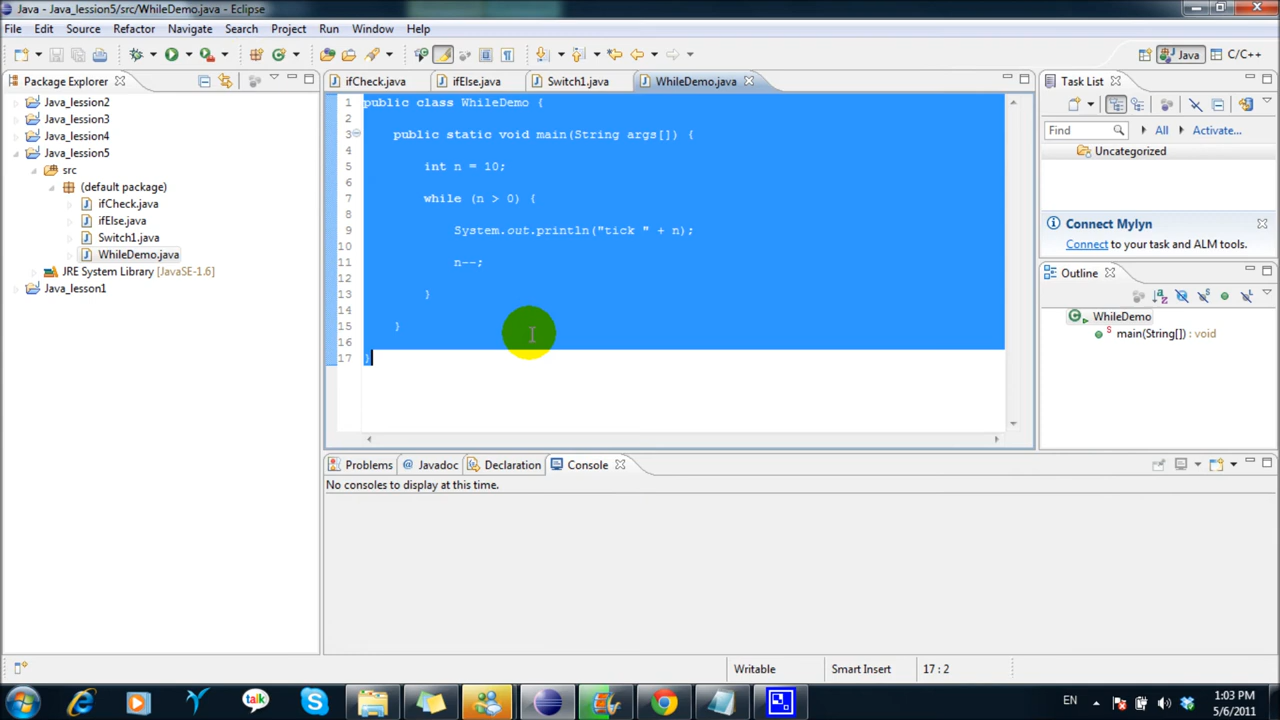 Java - Java_lession5/src/WhileDemo.java - Eclipse
File Edit Source Refactor Navigate Search Project Run Window Help
Java C/C++
Package Explorer
Java_lession2
Java_lession3
Java_lession4
Java_lession5
src
(default package)
ifCheck.java
ifElse.java
Switch1.java
WhileDemo.java
JRE System Library [JavaSE-1.6]
Java_lesson1
ifCheck.java ifElse.java Switch1.java WhileDemo.java
1 public class WhileDemo {
2
3 public static void main(String args[]) {
4
5 int n = 10;
6
7 while (n > 0) {
8
9 System.out.println("tick " + n);
10
11 n--;
12
13 }
14
15 }
16
17 }
Task List
Find All Activate...
Uncategorized
Connect Mylyn
Connect to your task and ALM tools.
Outline
WhileDemo
main(String[]) : void
Problems @ Javadoc Declaration Console
No consoles to display at this time.
Writable Smart Insert 17 : 2
talk
EN
1:03 PM
5/6/2011